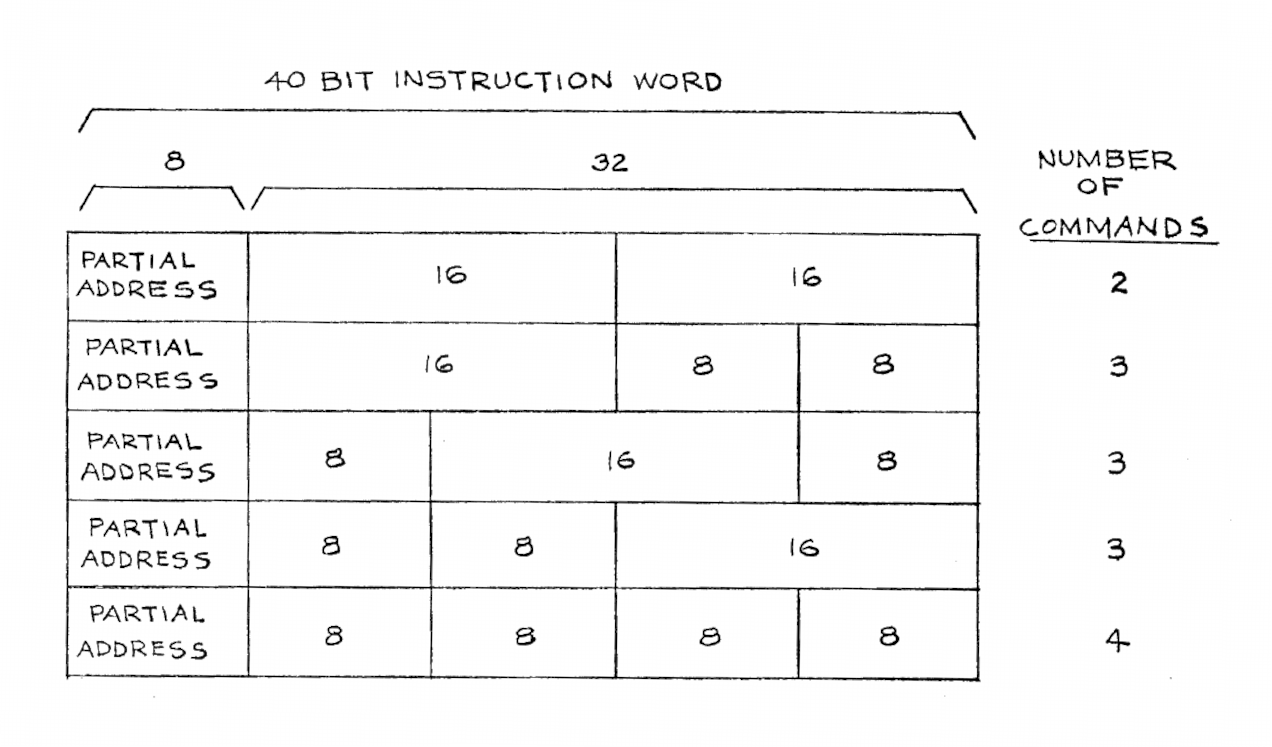 40 BIT INSTRUCTION WORD
8 32 NUMBER
OF
COMMANDS
PARTIAL
ADDRESS 16 16 2
PARTIAL
ADDRESS 16 8 8 3
PARTIAL
ADDRESS 8 16 8 3
PARTIAL
ADDRESS 8 8 16 3
PARTIAL
ADDRESS 8 8 8 8 4